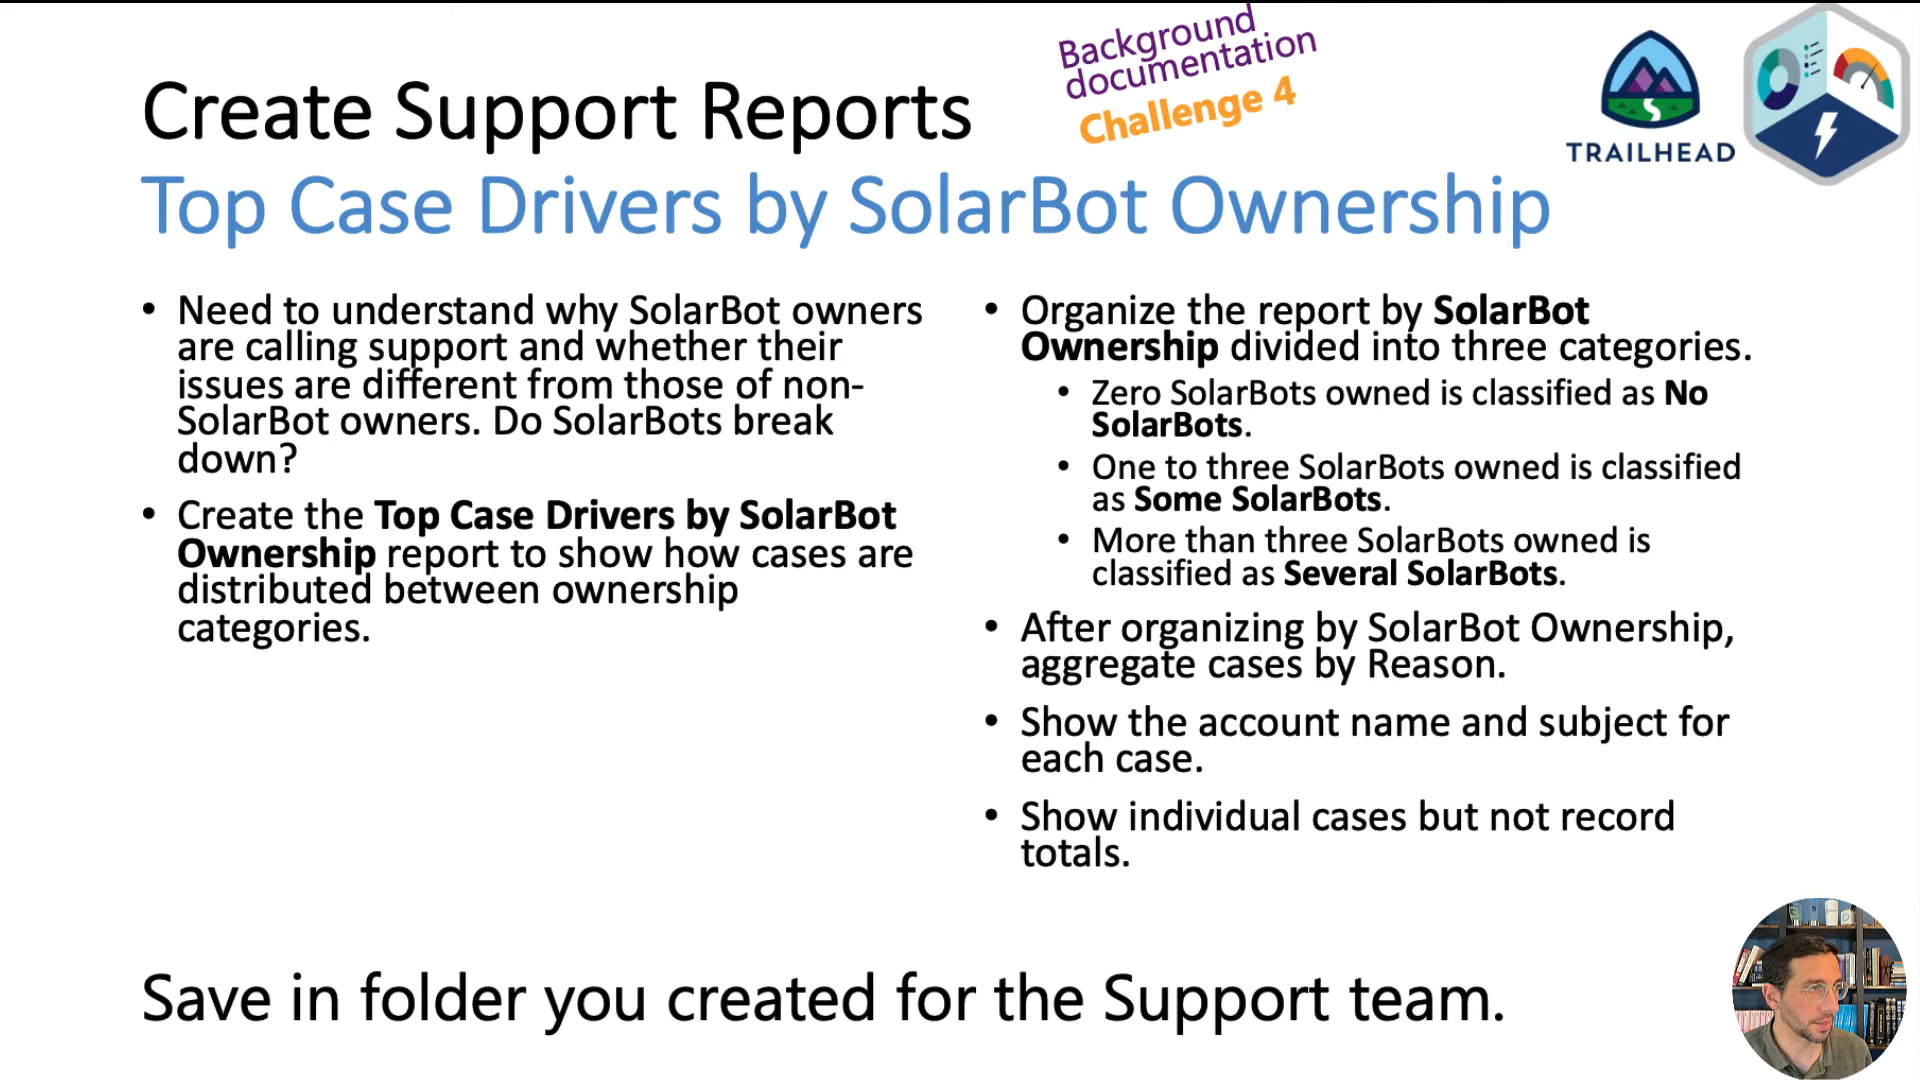 Background
documentation
Challenge 4
TRAILHEAD
Create Support Reports
Top Case Drivers by SolarBot Ownership
• Need to understand why SolarBot owners
are calling support and whether their
issues are different from those of non-
SolarBot owners. Do SolarBots break
down?
• Create the Top Case Drivers by SolarBot
Ownership report to show how cases are
distributed between ownership
categories.
• Organize the report by SolarBot
Ownership divided into three categories.
• Zero SolarBots owned is classified as No
SolarBots.
• One to three SolarBots owned is classified
as Some SolarBots.
• More than three SolarBots owned is
classified as Several SolarBots.
• After organizing by SolarBot Ownership,
aggregate cases by Reason.
• Show the account name and subject for
each case.
• Show individual cases but not record
totals.
Save in folder you created for the Support team.